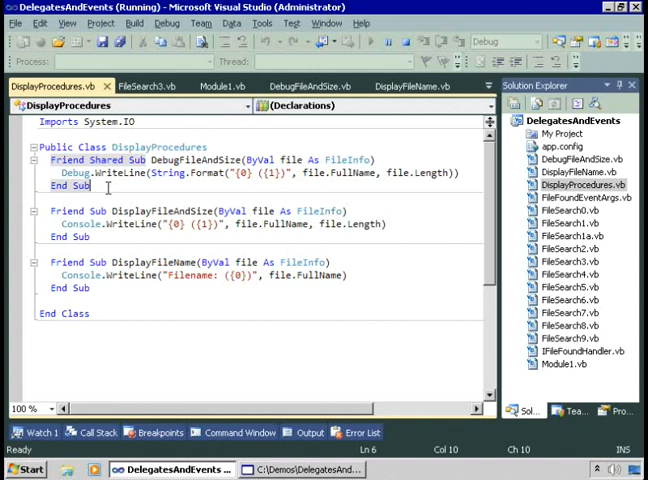 DelegatesAndEvents (Running) - Microsoft Visual Studio (Administrator)
File Edit View Project Build Debug Team Data Tools Test Window Help
Debug
Process: Thread:
DisplayProcedures.vb FileSearch3.vb Module1.vb DebugFileAndSize.vb DisplayFileName.vb
DisplayProcedures (Declarations)
Imports System.IO
Public Class DisplayProcedures
Friend Shared Sub DebugFileAndSize(ByVal file As FileInfo)
Debug.WriteLine(String.Format("{0} ({1})", file.FullName, file.Length))
End Sub
Friend Sub DisplayFileAndSize(ByVal file As FileInfo)
Console.WriteLine("{0} ({1})", file.FullName, file.Length)
End Sub
Friend Sub DisplayFileName(ByVal file As FileInfo)
Console.WriteLine("Filename: ({0})", file.FullName)
End Sub
End Class
100 %
Solution Explorer
DelegatesAndEvents
My Project
app.config
DebugFileAndSize.vb
DisplayFileName.vb
DisplayProcedures.vb
FileFoundEventArgs.vb
FileSearch0.vb
FileSearch1.vb
FileSearch1a.vb
FileSearch2.vb
FileSearch3.vb
FileSearch4.vb
FileSearch5.vb
FileSearch6.vb
FileSearch7.vb
FileSearch8.vb
FileSearch9.vb
IFileFoundHandler.vb
Module1.vb
Sol... Tea... Pro...
Watch 1 Call Stack Breakpoints Command Window Output Error List
Ready Ln 6 Col 10 Ch 10 INS
Start DelegatesAndEvents ... C:\Demos\DelegatesAnd...